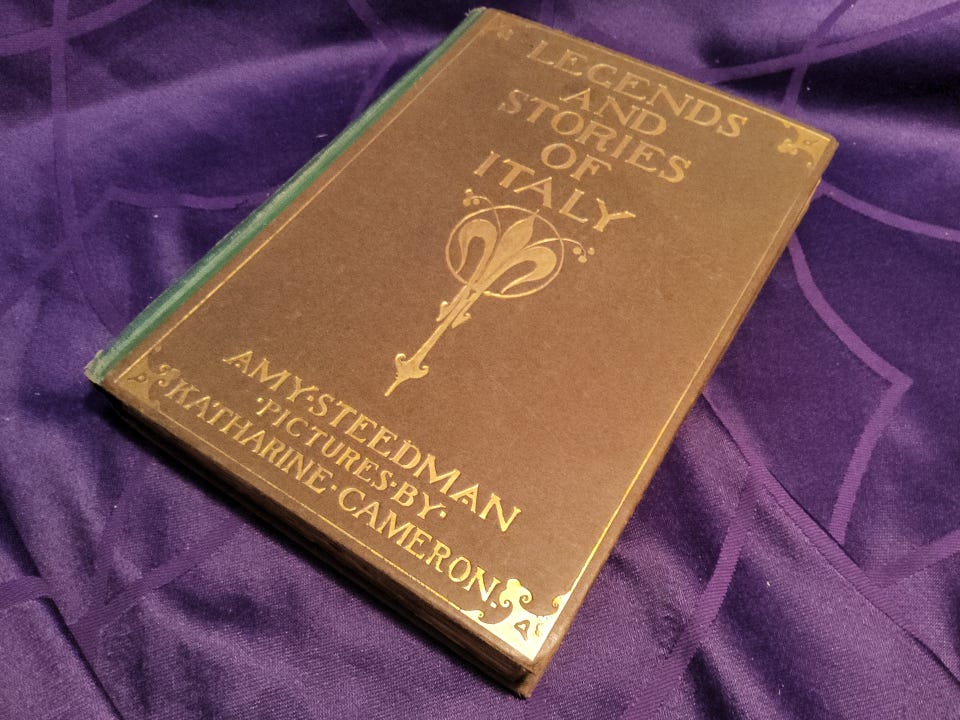 LEGENDS
AND
STORIES
OF
ITALY
AMY·STEEDMAN
·PICTURES·BY·
KATHARINE·CAMERON·